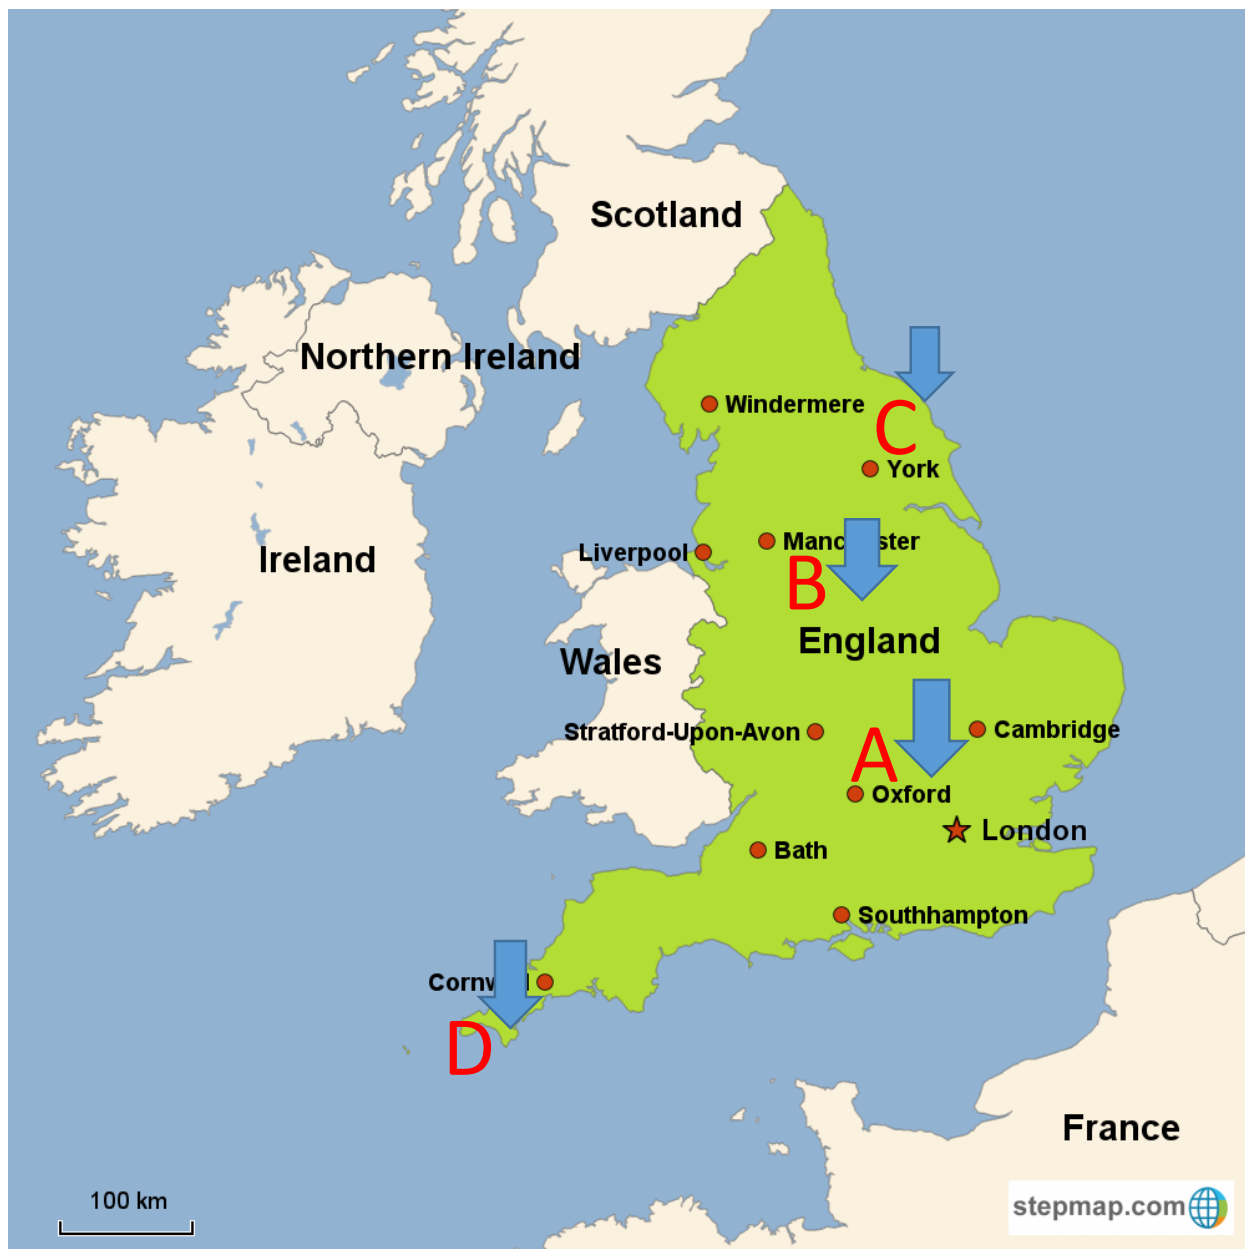 Scotland
Northern Ireland
Windermere
C
York
Ireland
Liverpool
B
England
Wales
Stratford-Upon-Avon
Cambridge
A
Oxford
London
Bath
Southhampton
D
France
100 km
stepmap.com